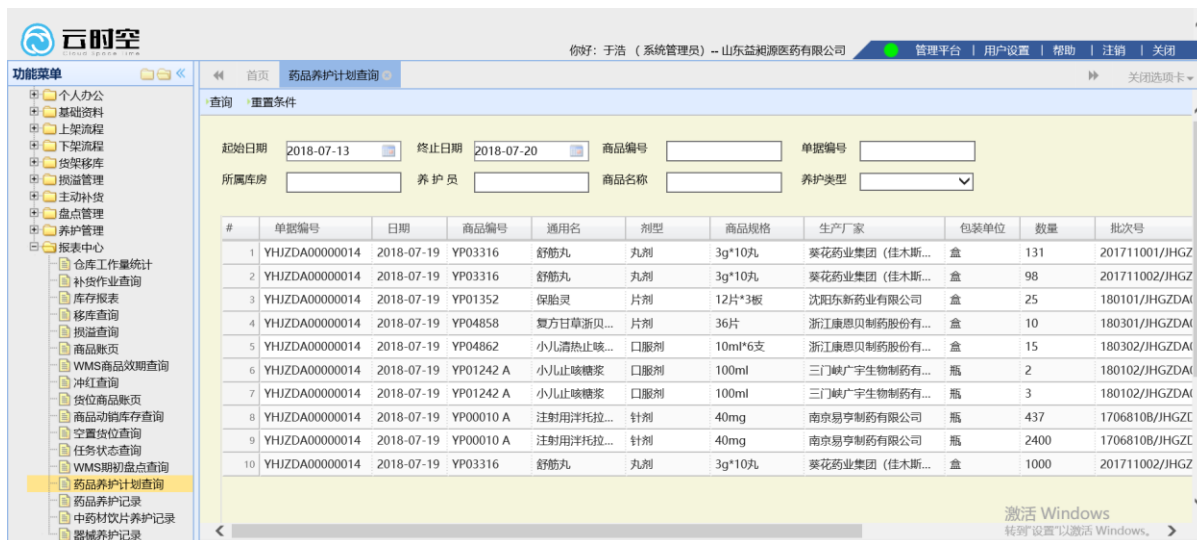 云时空
Cloud Space Time
你好：于浩 （ 系统管理员）-- 山东益昶源医药有限公司
管理平台 | 用户设置 | 帮助 | 注销 | 关闭
功能菜单
首页 药品养护计划查询
关闭选项卡
个人办公
基础资料
上架流程
下架流程
货架移库
损溢管理
主动补货
盘点管理
养护管理
报表中心
仓库工作量统计
补货作业查询
库存报表
移库查询
损溢查询
商品账页
WMS商品效期查询
冲红查询
货位商品账页
商品动销库存查询
空置货位查询
任务状态查询
WMS期初盘点查询
药品养护计划查询
药品养护记录
中药材饮片养护记录
器械养护记录
查询 重置条件
起始日期 2018-07-13 终止日期 2018-07-20 商品编号 单据编号
所属库房 养 护 员 商品名称 养护类型
# 单据编号 日期 商品编号 通用名 剂型 商品规格 生产厂家 包装单位 数量 批次号
1 YHJZDA00000014 2018-07-19 YP03316 舒筋丸 丸剂 3g*10丸 葵花药业集团（佳木斯... 盒 131 201711001/JHGZ
2 YHJZDA00000014 2018-07-19 YP03316 舒筋丸 丸剂 3g*10丸 葵花药业集团（佳木斯... 盒 98 201711002/JHGZ
3 YHJZDA00000014 2018-07-19 YP01352 保胎灵 片剂 12片*3板 沈阳东新药业有限公司 盒 25 180101/JHGZDA0
4 YHJZDA00000014 2018-07-19 YP04858 复方甘草浙贝... 片剂 36片 浙江康恩贝制药股份有... 盒 10 180301/JHGZDA0
5 YHJZDA00000014 2018-07-19 YP04862 小儿清热止咳... 口服剂 10ml*6支 浙江康恩贝制药股份有... 盒 15 180302/JHGZDA0
6 YHJZDA00000014 2018-07-19 YP01242 A 小儿止咳糖浆 口服剂 100ml 三门峡广宇生物制药有... 瓶 2 180102/JHGZDA0
7 YHJZDA00000014 2018-07-19 YP01242 A 小儿止咳糖浆 口服剂 100ml 三门峡广宇生物制药有... 瓶 3 180102/JHGZDA0
8 YHJZDA00000014 2018-07-19 YP00010 A 注射用泮托拉... 针剂 40mg 南京易亨制药有限公司 瓶 437 1706810B/JHGZD
9 YHJZDA00000014 2018-07-19 YP00010 A 注射用泮托拉... 针剂 40mg 南京易亨制药有限公司 瓶 2400 1706810B/JHGZD
10 YHJZDA00000014 2018-07-19 YP03316 舒筋丸 丸剂 3g*10丸 葵花药业集团（佳木斯... 盒 1000 201711002/JHGZ
激活 Windows
转到"设置"以激活 Windows。